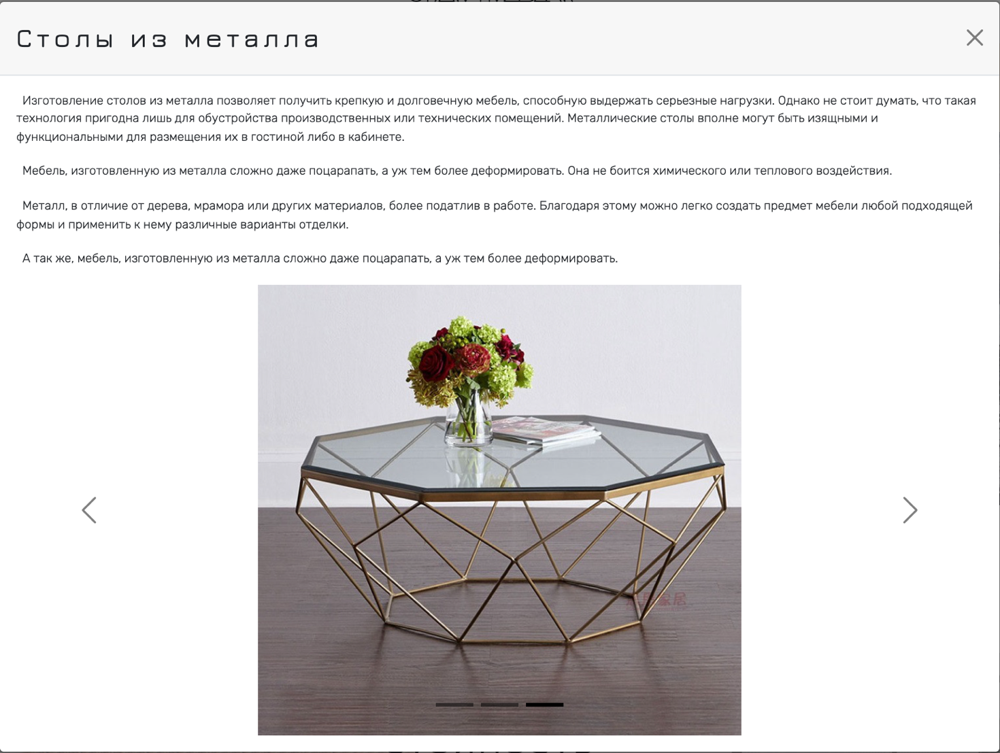 Столы из металла
Изготовление столов из металла позволяет получить крепкую и долговечную мебель, способную выдержать серьезные нагрузки. Однако не стоит думать, что такая
технология пригодна лишь для обустройства производственных или технических помещений. Металлические столы вполне могут быть изящными и
функциональными для размещения их в гостиной либо в кабинете.
Мебель, изготовленную из металла сложно даже поцарапать, а уж тем более деформировать. Она не боится химического или теплового воздействия.
Металл, в отличие от дерева, мрамора или других материалов, более податлив в работе. Благодаря этому можно легко создать предмет мебели любой подходящей
формы и применить к нему различные варианты отделки.
А так же, мебель, изготовленную из металла сложно даже поцарапать, а уж тем более деформировать.
家居